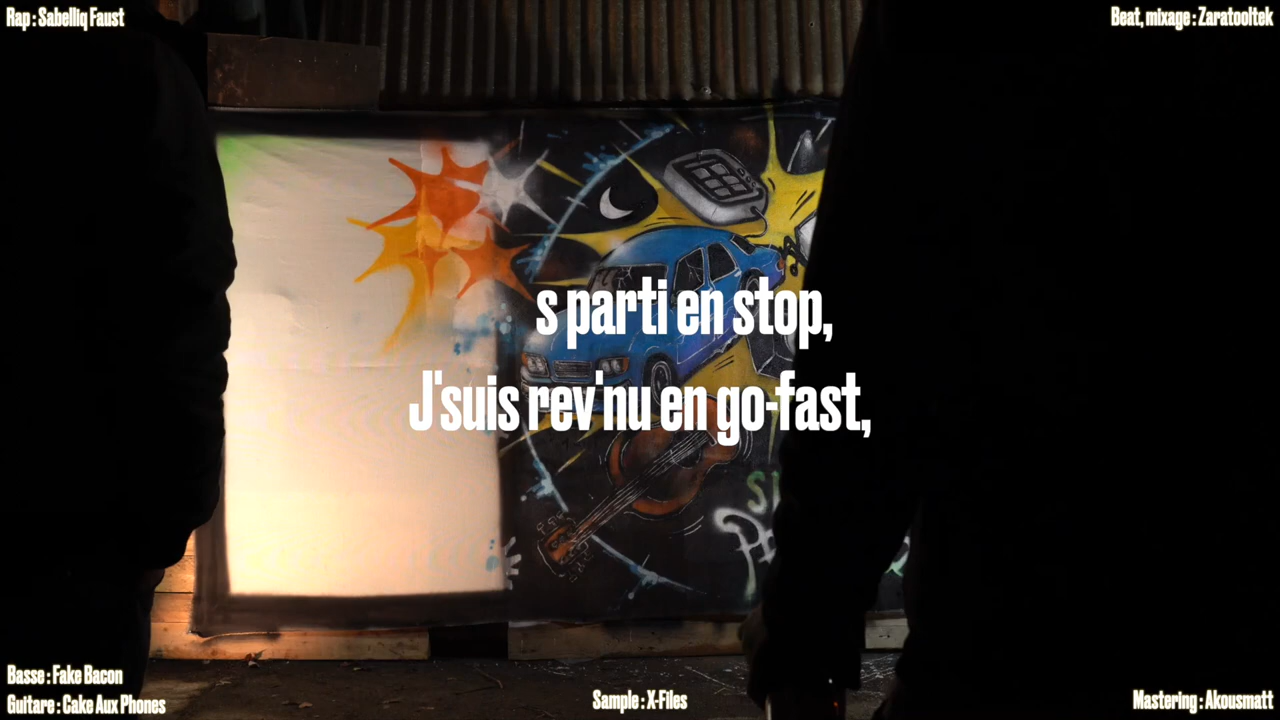 Rap : Sabelliq Faust
Beat, mixage : Zaratooltek
s parti en stop,
J'suis rev'nu en go-fast,
Basse : Fake Bacon
Guitare : Cake Aux Phones
Sample : X-Files
Mastering : Akousmatt